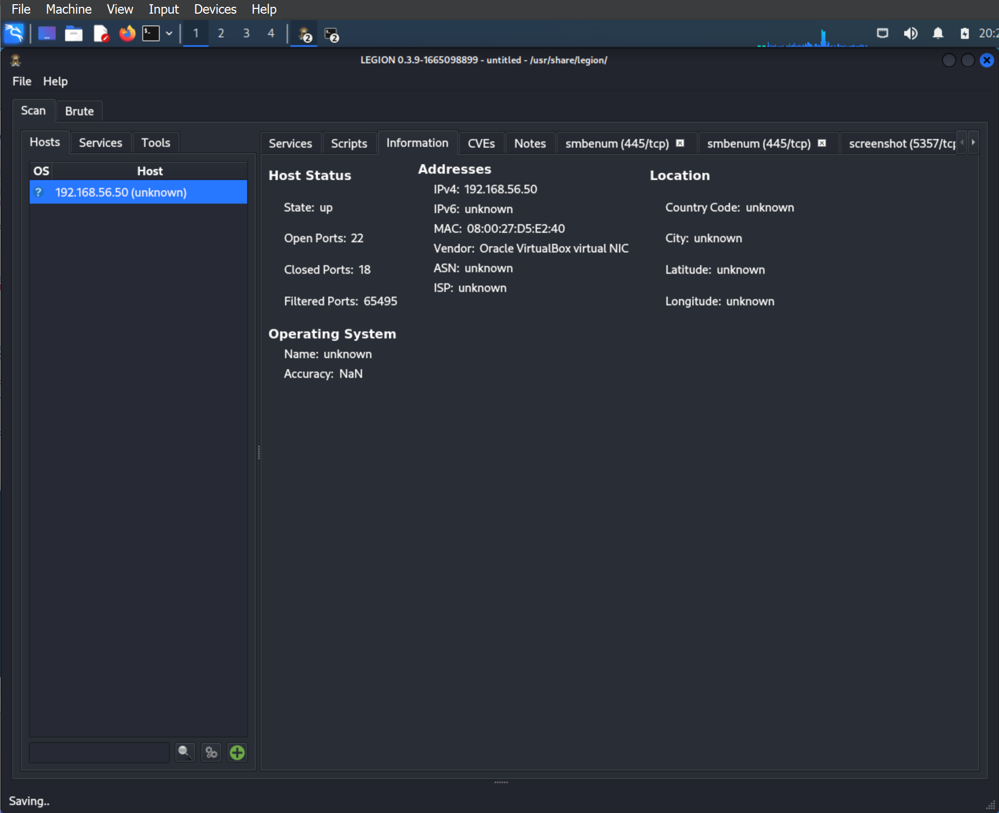 File Machine View Input Devices Help
1 2 3 4 2 2
LEGION 0.3.9-1665098899 - untitled - /usr/share/legion/
File Help
Scan Brute
Hosts Services Tools
Services Scripts Information CVEs Notes smbenum (445/tcp) smbenum (445/tcp) screenshot (5357/tcp
OS Host
? 192.168.56.50 (unknown)
Host Status
State: up
Open Ports: 22
Closed Ports: 18
Filtered Ports: 65495
Addresses
IPv4: 192.168.56.50
IPv6: unknown
MAC: 08:00:27:D5:E2:40
Vendor: Oracle VirtualBox virtual NIC
ASN: unknown
ISP: unknown
Location
Country Code: unknown
City: unknown
Latitude: unknown
Longitude: unknown
Operating System
Name: unknown
Accuracy: NaN
Saving..